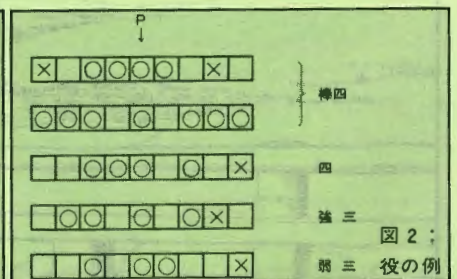 P
↓
× ○○○○ ×
○○○ ○ ○○○
棒四
○○○ ○ × 四
○○ ○ ○× 強三
○ ○○ × 弱三
図2;
役の例